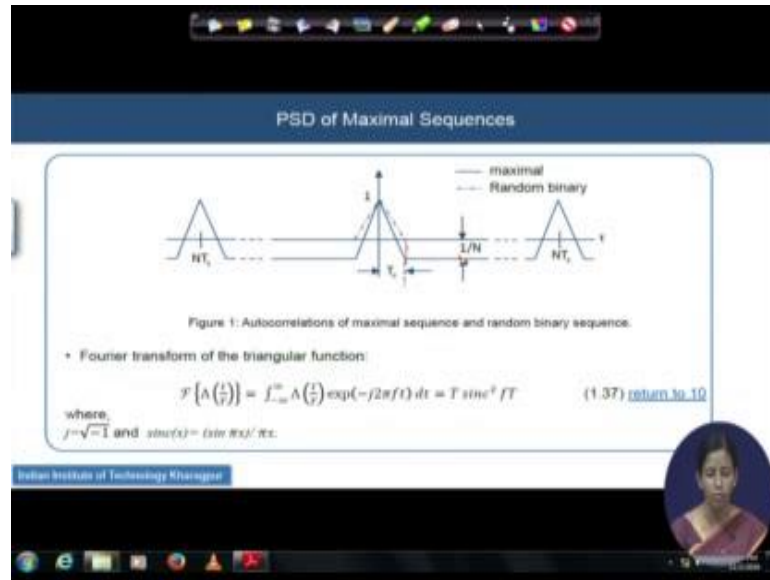 PSD of Maximal Sequences
maximal
Random binary
1
τ
1/N
NTc
Tc
NTc
Figure 1: Autocorrelations of maximal sequence and random binary sequence.
• Fourier transform of the triangular function:
ℱ{Λ(t/T)} = ∫_{-∞}^{∞} Λ(t/T) exp(−j2πft) dt = T sinc² fT (1.37) return to 10
where,
j=√−1 and sinc(x)= (sin πx)/ πx.
Indian Institute of Technology Kharagpur